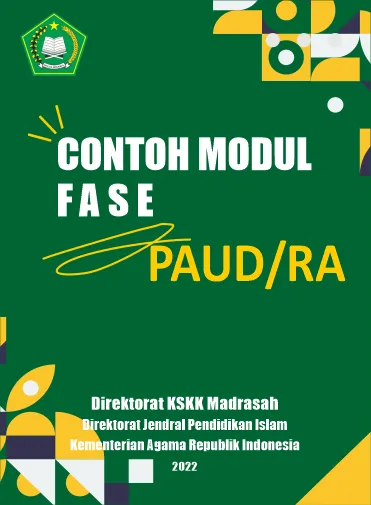 CONTOH MODUL
FASE
PAUD/RA
Direktorat KSKK Madrasah
Direktorat Jendral Pendidikan Islam
Kementerian Agama Republik Indonesia
2022